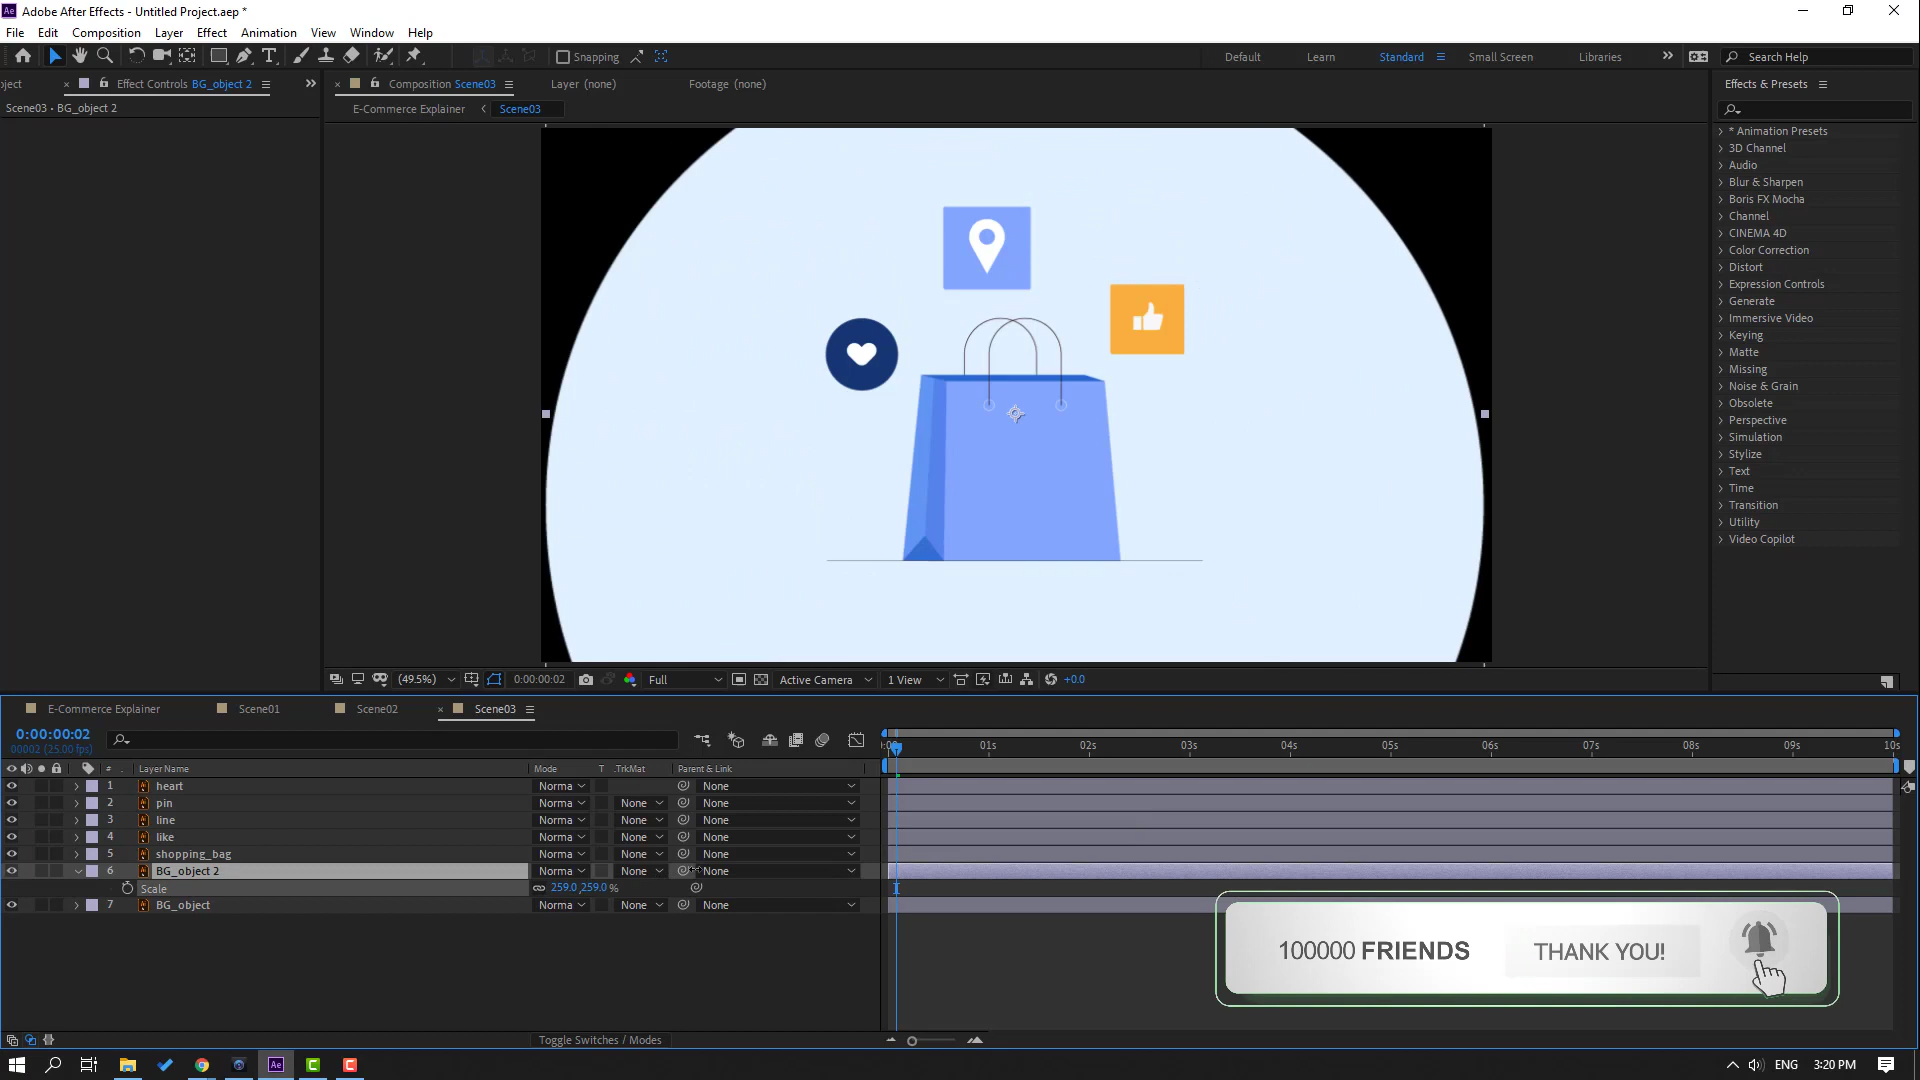 Adobe After Effects - Untitled Project.aep *
File Edit Composition Layer Effect Animation View Window Help
Snapping Default Learn Standard Small Screen Libraries Search Help
oject Effect Controls BG_object 2 Composition Scene03 Layer (none) Footage (none) Effects & Presets
Scene03 • BG_object 2
E-Commerce Explainer Scene03
* Animation Presets
3D Channel
Audio
Blur & Sharpen
Boris FX Mocha
Channel
CINEMA 4D
Color Correction
Distort
Expression Controls
Generate
Immersive Video
Keying
Matte
Missing
Noise & Grain
Obsolete
Perspective
Simulation
Stylize
Text
Time
Transition
Utility
Video Copilot
(49.5%) 0:00:00:02 Full Active Camera 1 View +0.0
E-Commerce Explainer Scene01 Scene02 Scene03
0:00:00:02
00002 (25.00 fps)
01s 02s 03s 04s 05s 06s 07s 08s 09s 10s
# Layer Name Mode T .TrkMat Parent & Link
1 heart Norma None
2 pin Norma None None
3 line Norma None None
4 like Norma None None
5 shopping_bag Norma None None
6 BG_object 2 Norma None None
Scale 259.0,259.0 %
7 BG_object Norma None None
100000 FRIENDS THANK YOU!
Toggle Switches / Modes
Ae ENG 3:20 PM